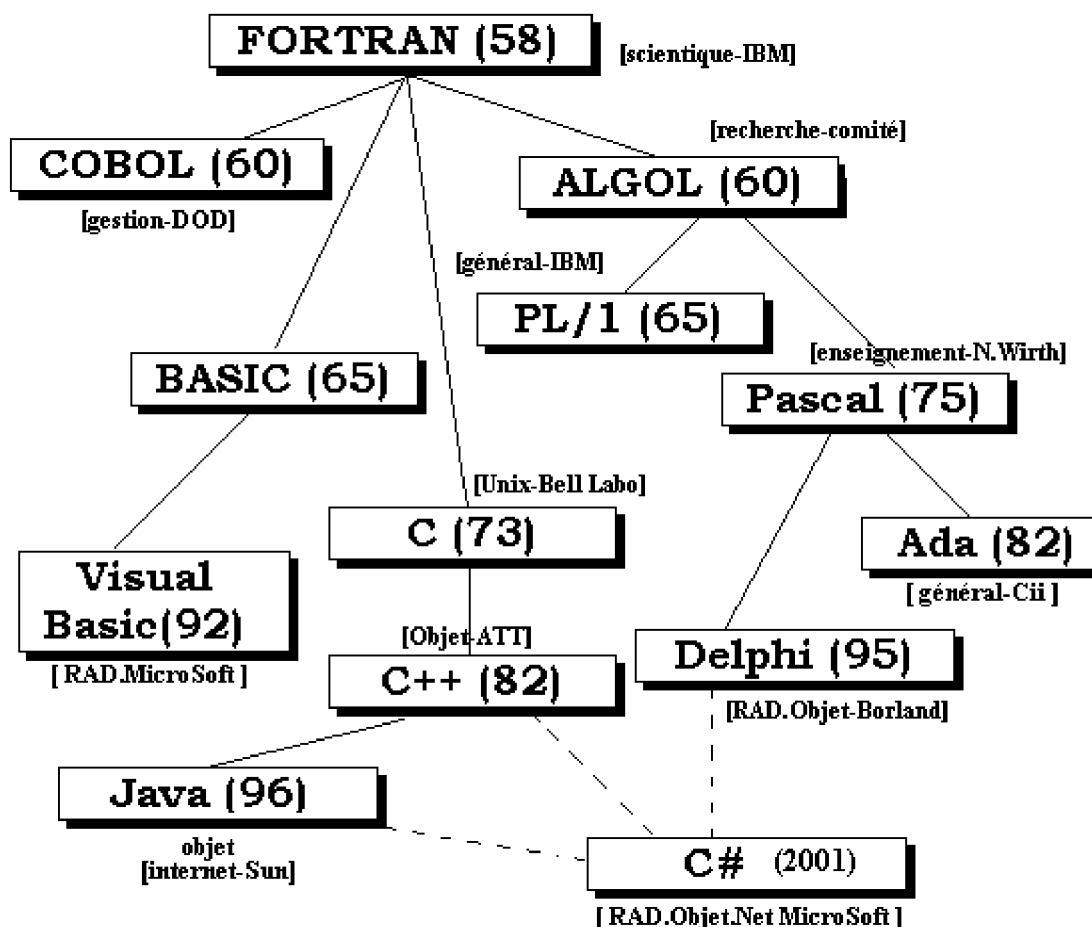 FORTRAN (58)
[scientique-IBM]
[recherche-comité]
COBOL (60)
ALGOL (60)
[gestion-DOD]
[général-IBM]
PL/1 (65)
[enseignement-N.Wirth]
BASIC (65)
Pascal (75)
[Unix-Bell Labo]
C (73)
Ada (82)
[général-Cii]
Visual
Basic(92)
[RAD.MicroSoft]
[Objet-ATT]
C++ (82)
Delphi (95)
[RAD.Objet-Borland]
Java (96)
objet
[internet-Sun]
C# (2001)
[RAD.Objet.Net MicroSoft]